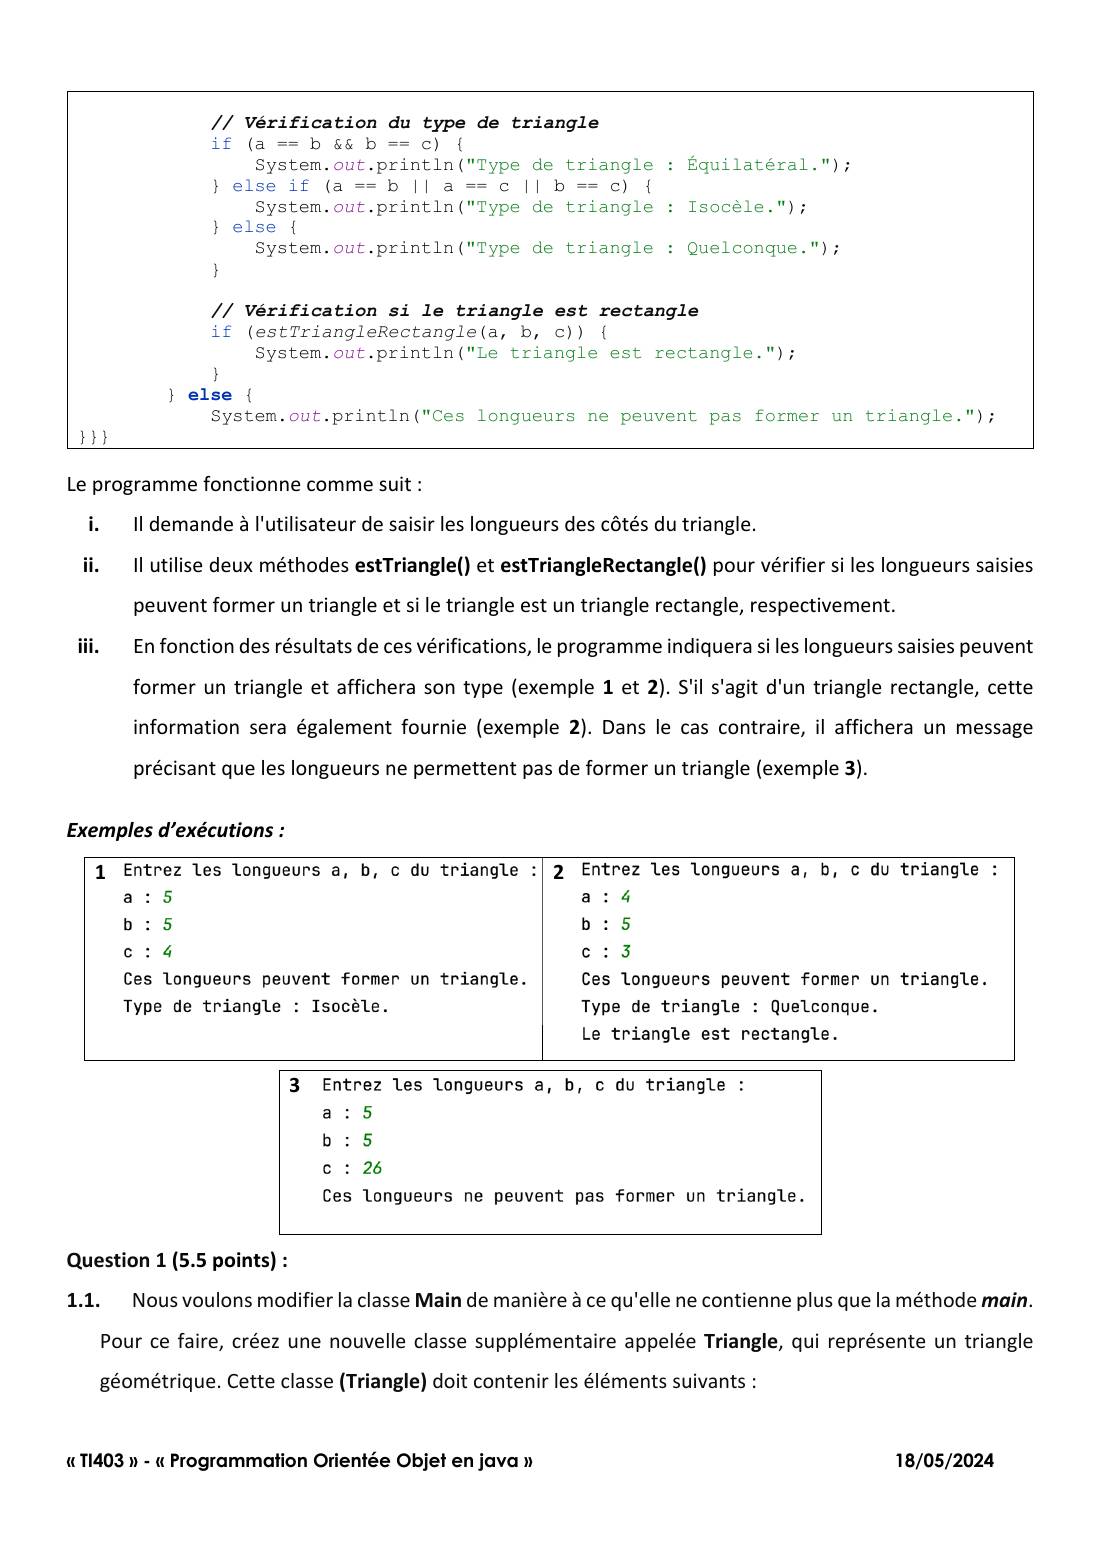 // Vérification du type de triangle
if (a == b && b == c) {
System.out.println("Type de triangle : Équilatéral.");
} else if (a == b || a == c || b == c) {
System.out.println("Type de triangle : Isocèle.");
} else {
System.out.println("Type de triangle : Quelconque.");
}
// Vérification si le triangle est rectangle
if (estTriangleRectangle(a, b, c)) {
System.out.println("Le triangle est rectangle.");
}
} else {
System.out.println("Ces longueurs ne peuvent pas former un triangle.");
}}}
Le programme fonctionne comme suit :
i. Il demande à l'utilisateur de saisir les longueurs des côtés du triangle.
ii. Il utilise deux méthodes estTriangle() et estTriangleRectangle() pour vérifier si les longueurs saisies
peuvent former un triangle et si le triangle est un triangle rectangle, respectivement.
iii. En fonction des résultats de ces vérifications, le programme indiquera si les longueurs saisies peuvent
former un triangle et affichera son type (exemple 1 et 2). S'il s'agit d'un triangle rectangle, cette
information sera également fournie (exemple 2). Dans le cas contraire, il affichera un message
précisant que les longueurs ne permettent pas de former un triangle (exemple 3).
Exemples d’exécutions :
1 Entrez les longueurs a, b, c du triangle :
a : 5
b : 5
c : 4
Ces longueurs peuvent former un triangle.
Type de triangle : Isocèle.
2 Entrez les longueurs a, b, c du triangle :
a : 4
b : 5
c : 3
Ces longueurs peuvent former un triangle.
Type de triangle : Quelconque.
Le triangle est rectangle.
3 Entrez les longueurs a, b, c du triangle :
a : 5
b : 5
c : 26
Ces longueurs ne peuvent pas former un triangle.
Question 1 (5.5 points) :
1.1. Nous voulons modifier la classe Main de manière à ce qu'elle ne contienne plus que la méthode main.
Pour ce faire, créez une nouvelle classe supplémentaire appelée Triangle, qui représente un triangle
géométrique. Cette classe (Triangle) doit contenir les éléments suivants :
« TI403 » - « Programmation Orientée Objet en java » 18/05/2024